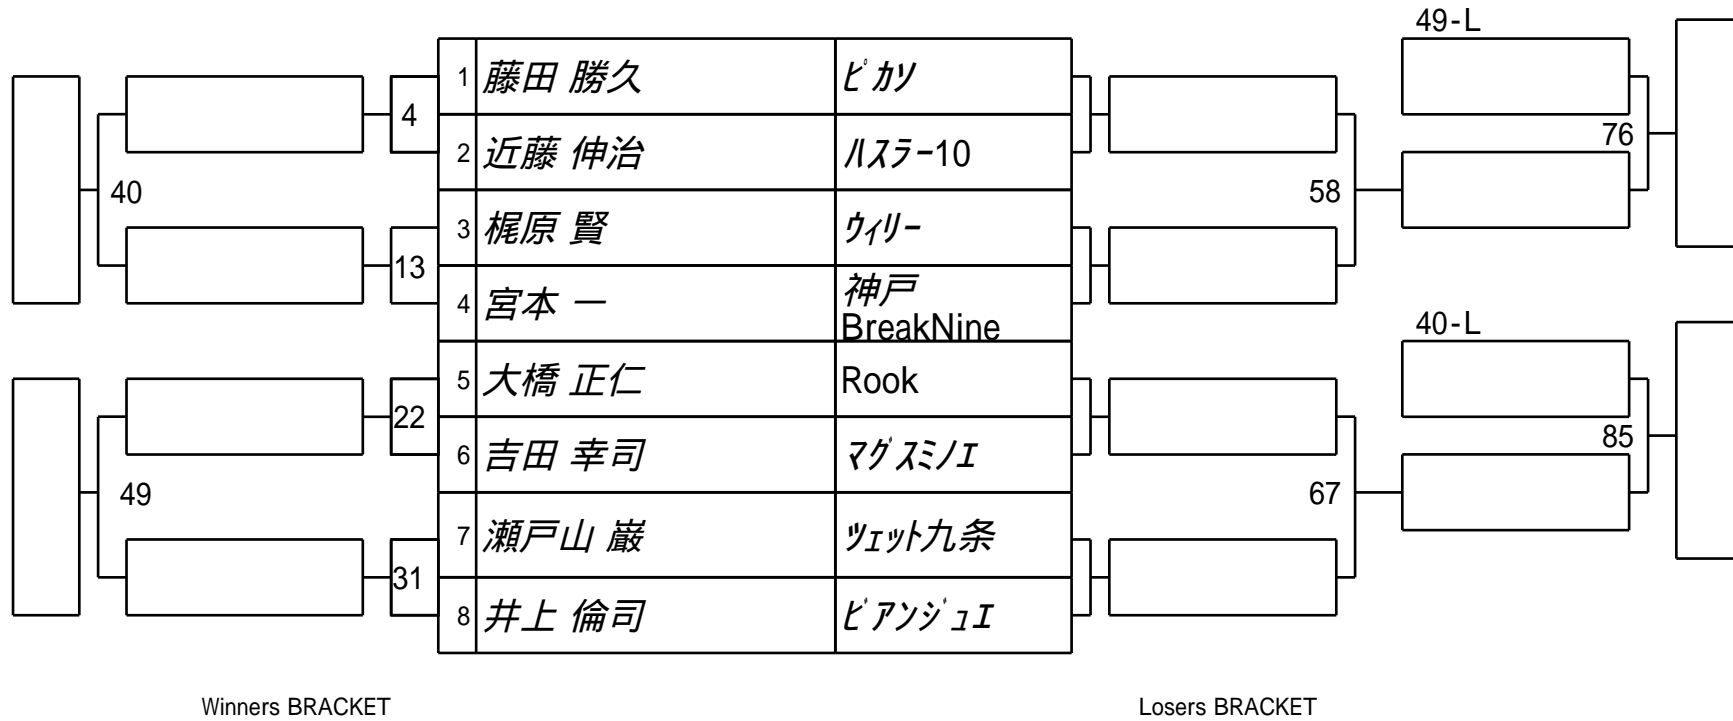 49-L
1 藤田 勝久 ピカソ
4
2 近藤 伸治 ハスラー10
76
40
58
3 梶原 賢 ウィリー
13
4 宮本 一 神戸
BreakNine
40-L
5 大橋 正仁 Rook
22
6 吉田 幸司 マグスミノエ
85
49
67
7 瀬戸山 巌 ツェット九条
31
8 井上 倫司 ビアンジュエ
Winners BRACKET
Losers BRACKET